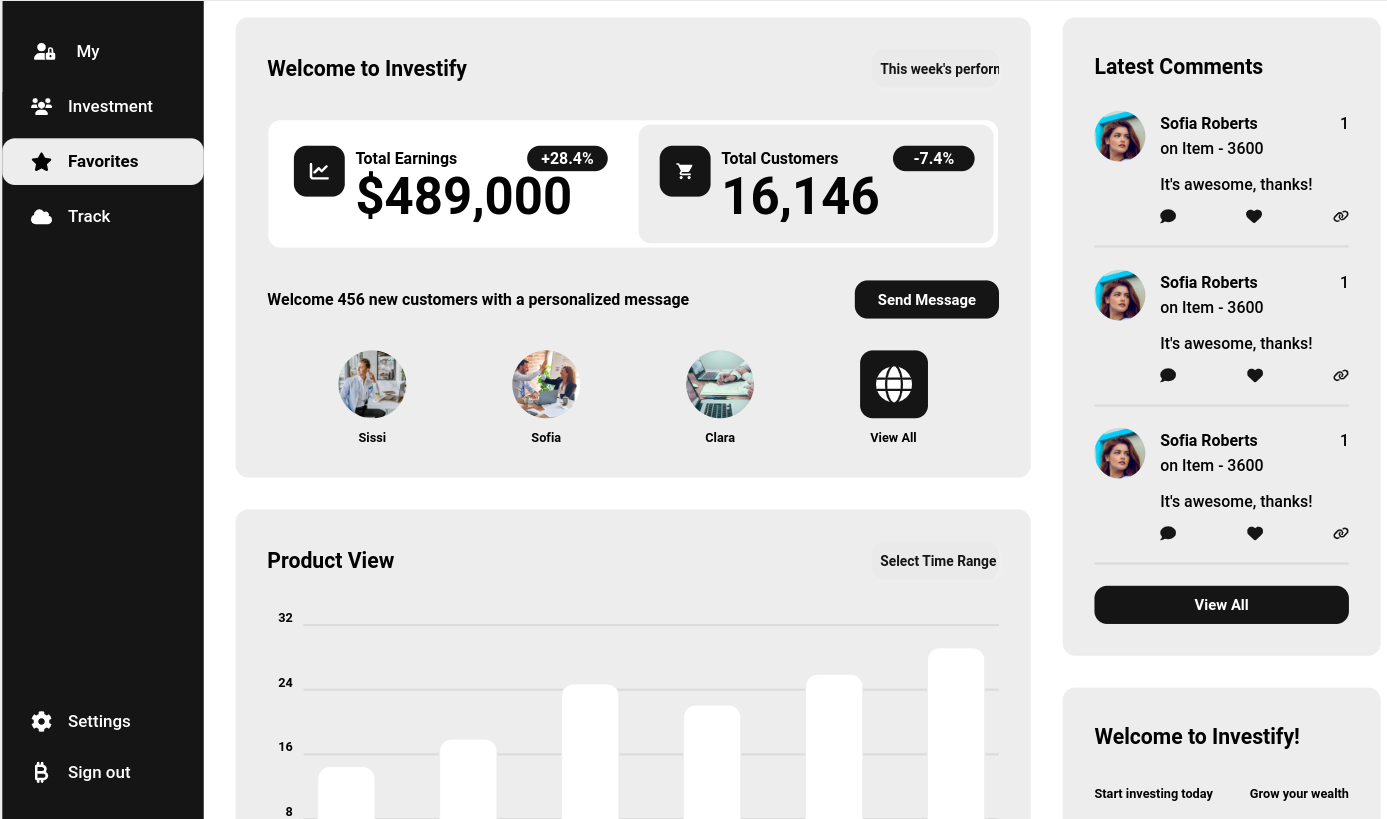 My
Investment
Favorites
Track
Settings
Sign out
Welcome to Investify
This week's perforn
Total Earnings
+28.4%
$489,000
Total Customers
-7.4%
16,146
Welcome 456 new customers with a personalized message
Send Message
Sissi
Sofia
Clara
View All
Product View
Select Time Range
32
24
16
8
Latest Comments
Sofia Roberts 1
on Item - 3600
It's awesome, thanks!
Sofia Roberts 1
on Item - 3600
It's awesome, thanks!
Sofia Roberts 1
on Item - 3600
It's awesome, thanks!
View All
Welcome to Investify!
Start investing today
Grow your wealth